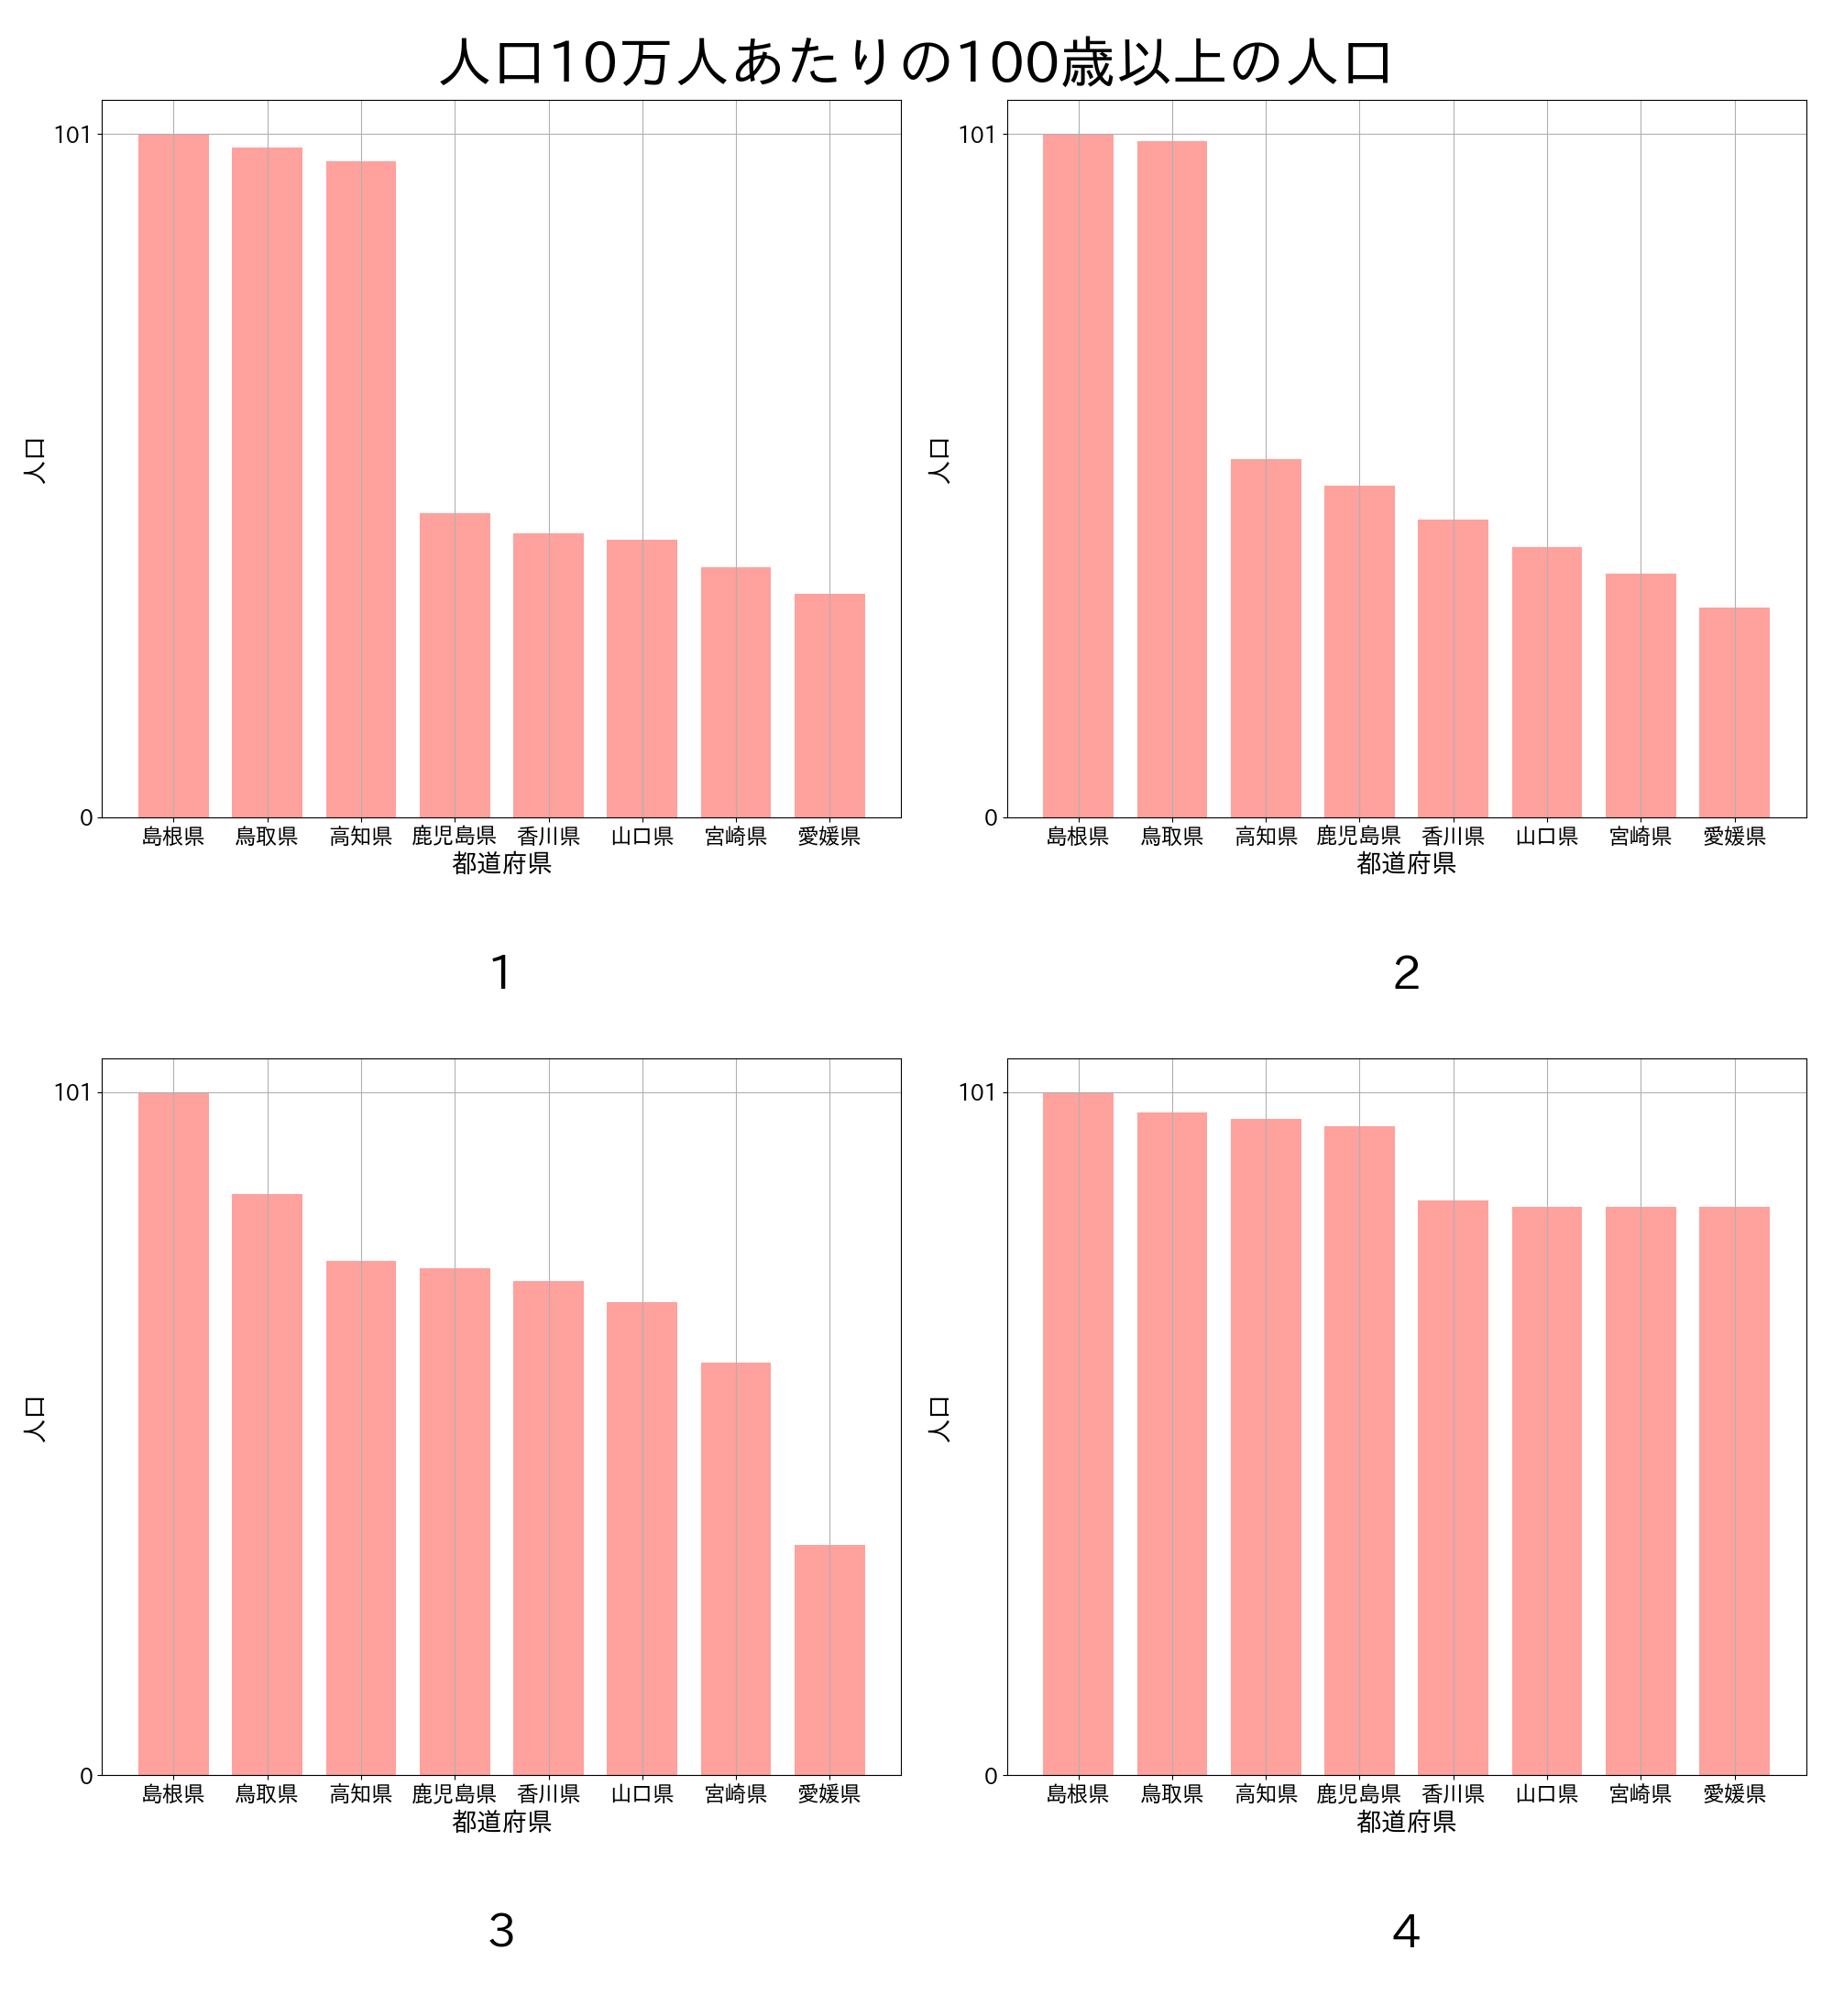 人口10万人あたりの100歳以上の人口
人口
101
0
島根県 鳥取県 高知県 鹿児島県 香川県 山口県 宮崎県 愛媛県
都道府県
1
人口
101
0
島根県 鳥取県 高知県 鹿児島県 香川県 山口県 宮崎県 愛媛県
都道府県
2
人口
101
0
島根県 鳥取県 高知県 鹿児島県 香川県 山口県 宮崎県 愛媛県
都道府県
3
人口
101
0
島根県 鳥取県 高知県 鹿児島県 香川県 山口県 宮崎県 愛媛県
都道府県
4